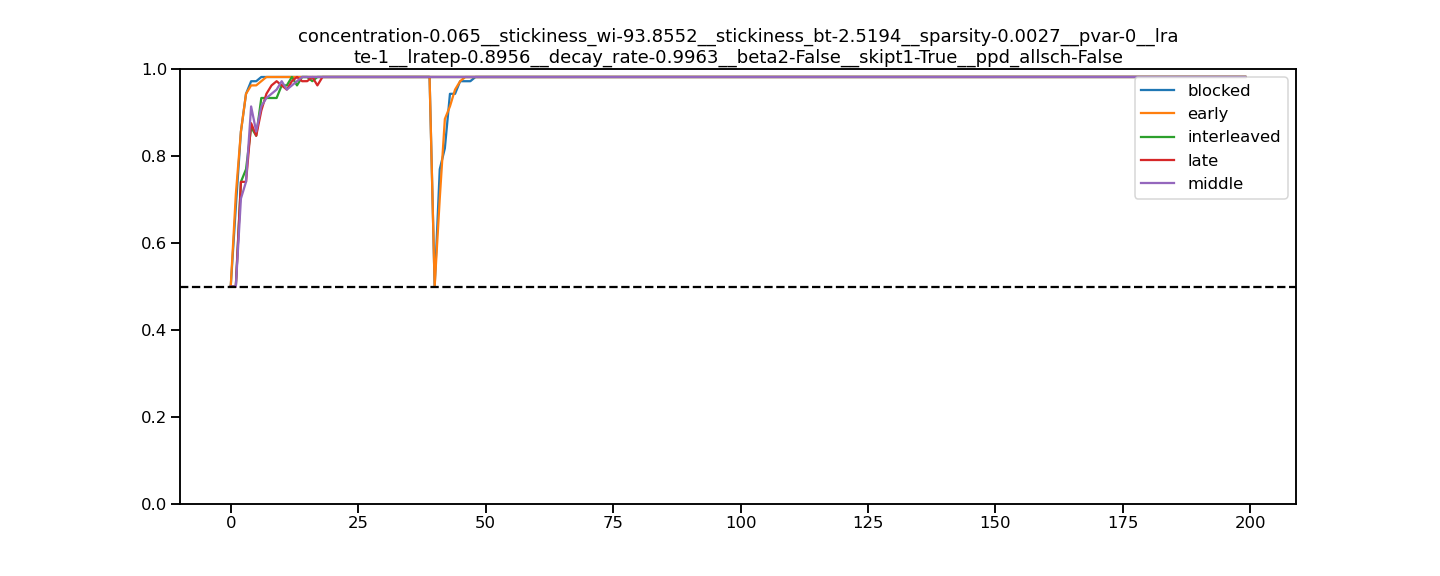 concentration-0.065__stickiness_wi-93.8552__stickiness_bt-2.5194__sparsity-0.0027__pvar-0__lra
te-1__lratep-0.8956__decay_rate-0.9963__beta2-False__skipt1-True__ppd_allsch-False
1.0
0.8
0.6
0.4
0.2
0.0
blocked
early
interleaved
late
middle
0 25 50 75 100 125 150 175 200